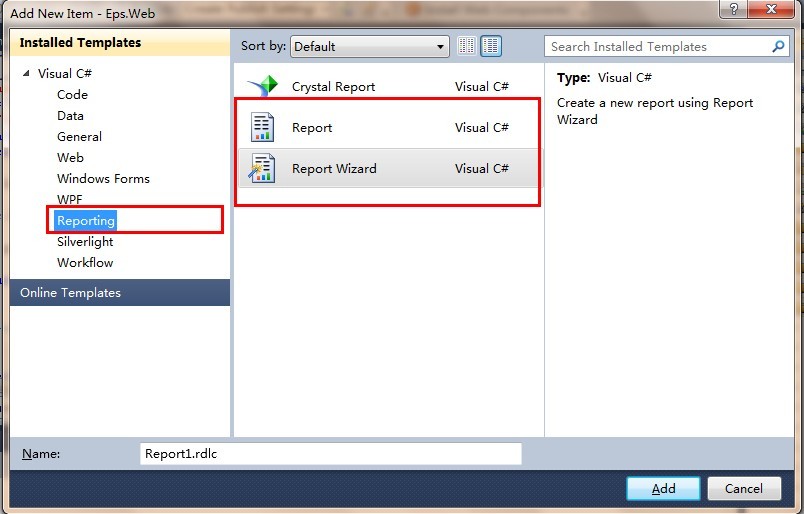 Add New Item - Eps.Web
Installed Templates
Sort by: Default
Search Installed Templates
Visual C#
Code
Data
General
Web
Windows Forms
WPF
Reporting
Silverlight
Workflow
Online Templates
Crystal Report Visual C#
Report Visual C#
Report Wizard Visual C#
Type: Visual C#
Create a new report using Report
Wizard
Name: Report1.rdlc
Add Cancel